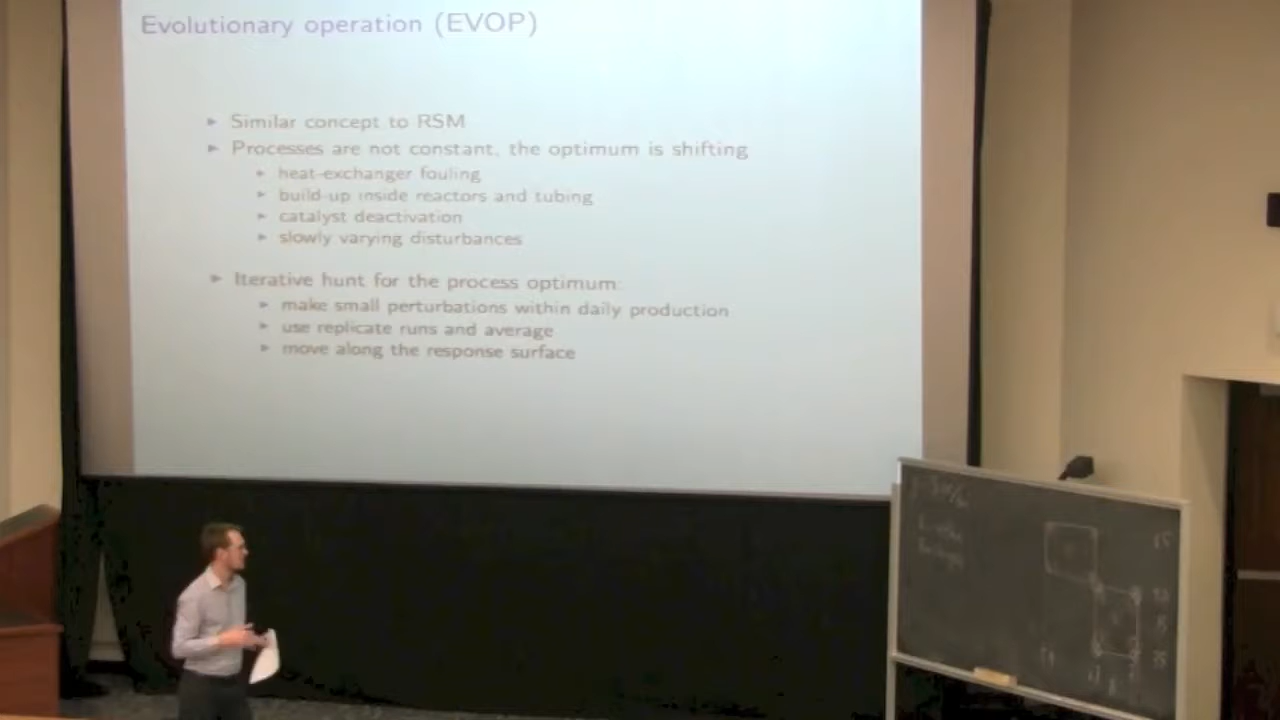 Evolutionary operation (EVOP)
Similar concept to RSM
Processes are not constant, the optimum is shifting
heat-exchanger fouling
build-up inside reactors and tubing
catalyst deactivation
slowly varying disturbances
Iterative hunt for the process optimum:
make small perturbations within daily production
use replicate runs and average
move along the response surface